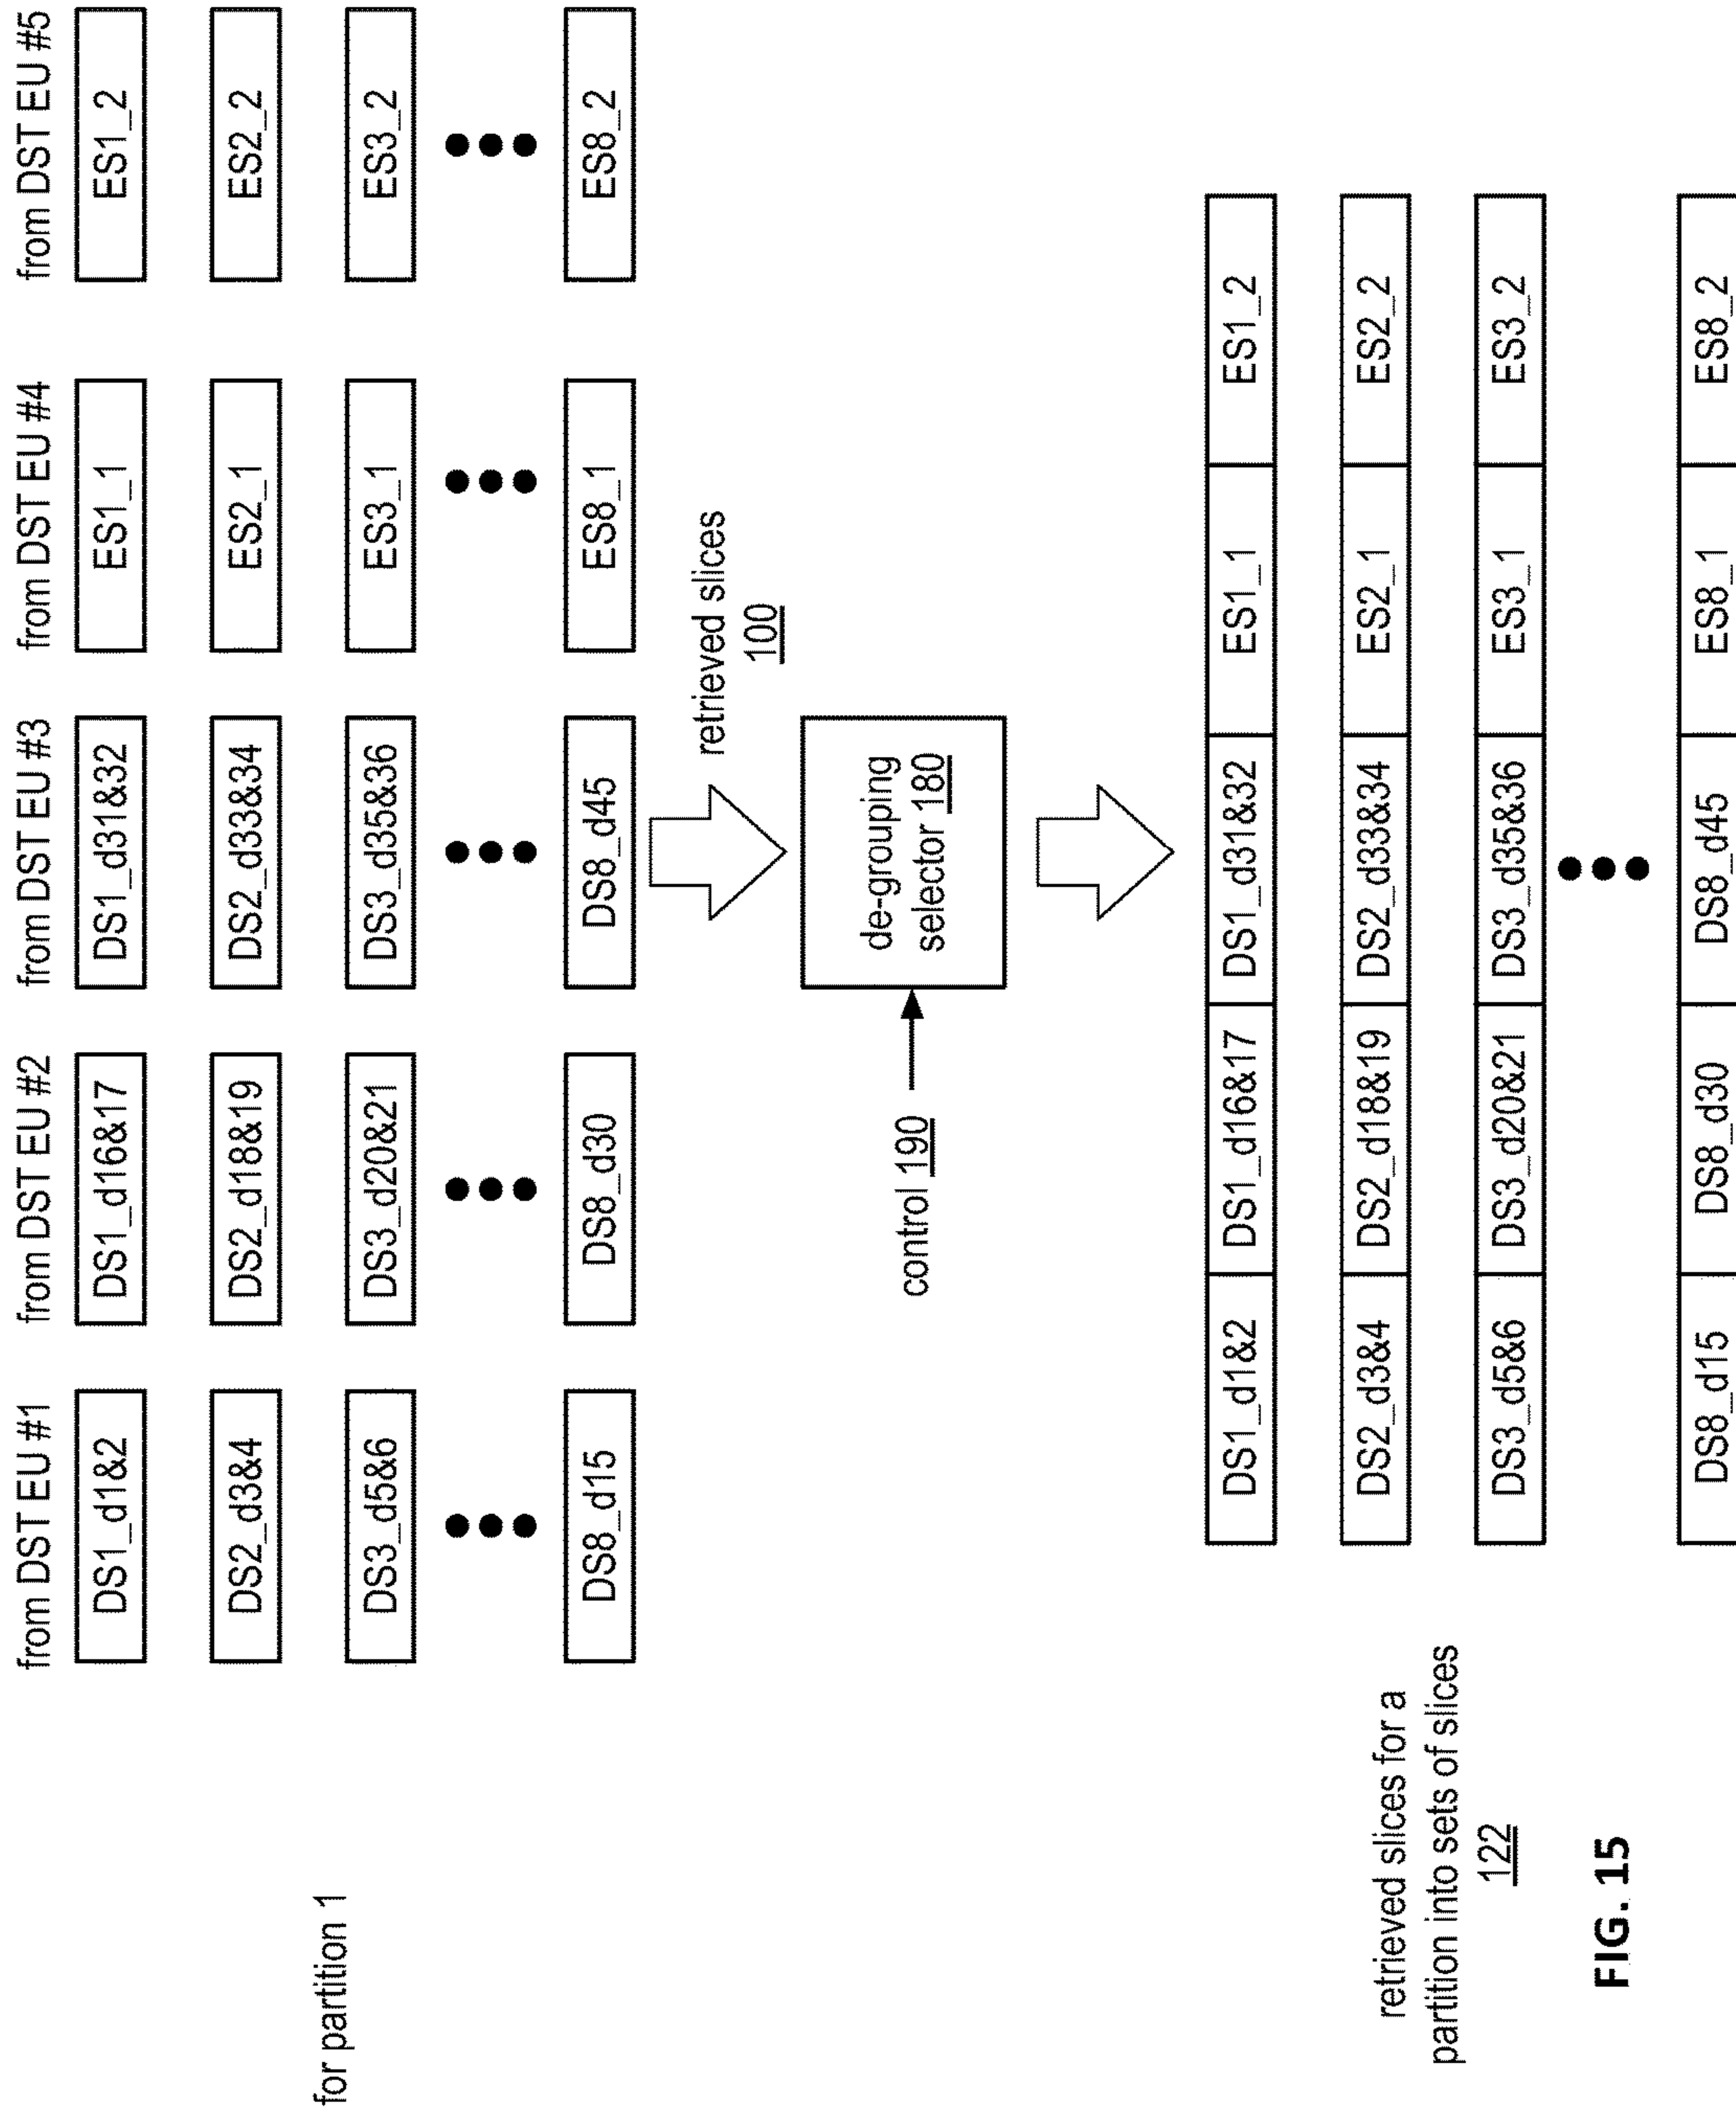 for partition 1
from DST EU #1
from DST EU #2
from DST EU #3
from DST EU #4
from DST EU #5
DS1_d1&2
DS1_d16&17
DS1_d31&32
ES1_1
ES1_2
DS2_d3&4
DS2_d18&19
DS2_d33&34
ES2_1
ES2_2
DS3_d5&6
DS3_d20&21
DS3_d35&36
ES3_1
ES3_2
DS8_d15
DS8_d30
DS8_d45
ES8_1
ES8_2
retrieved slices
100
control 190
de-grouping
selector 180
retrieved slices for a
partition into sets of slices
122
DS1_d1&2
DS1_d16&17
DS1_d31&32
ES1_1
ES1_2
DS2_d3&4
DS2_d18&19
DS2_d33&34
ES2_1
ES2_2
DS3_d5&6
DS3_d20&21
DS3_d35&36
ES3_1
ES3_2
DS8_d15
DS8_d30
DS8_d45
ES8_1
ES8_2
FIG. 15